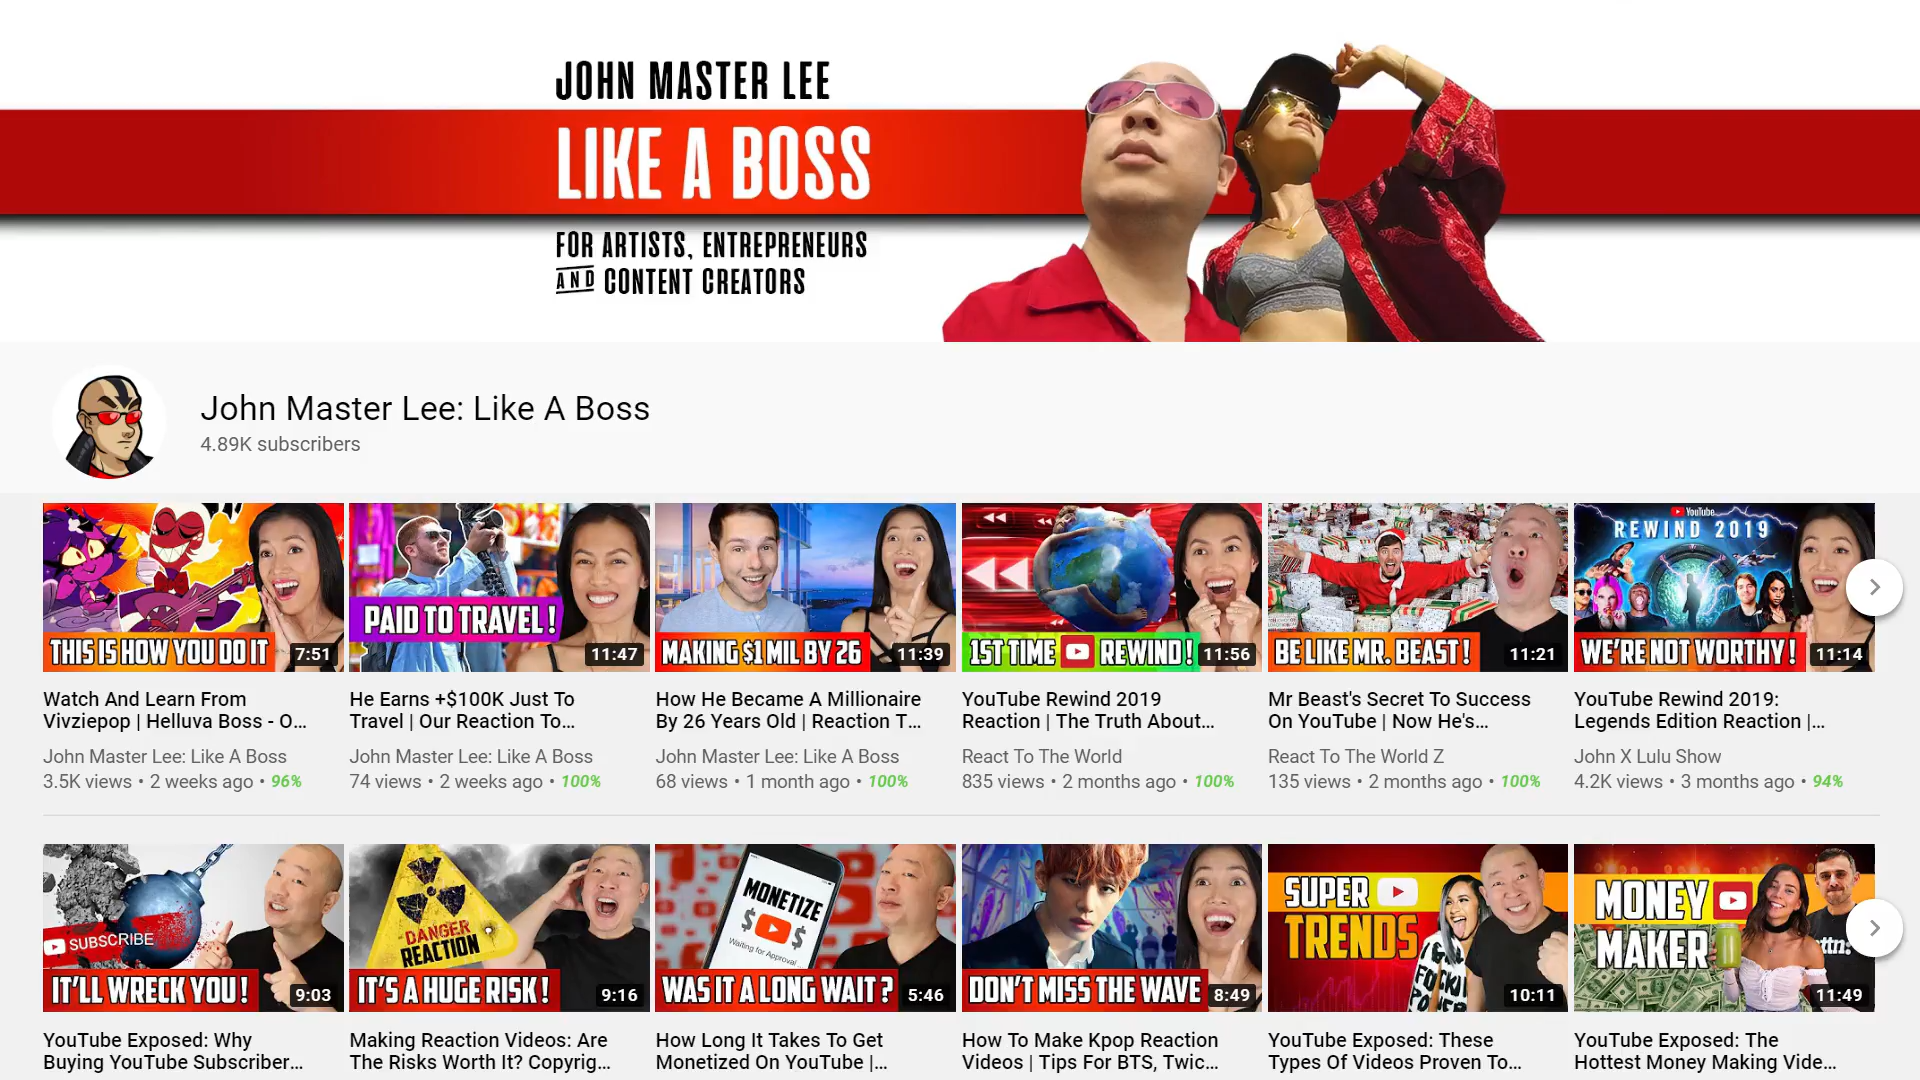 JOHN MASTER LEE
LIKE A BOSS
FOR ARTISTS, ENTREPRENEURS
AND CONTENT CREATORS
John Master Lee: Like A Boss
4.89K subscribers
THIS IS HOW YOU DO IT
7:51
PAID TO TRAVEL!
11:47
MAKING $1 MIL BY 26
11:39
1ST TIME REWIND!
11:56
BE LIKE MR. BEAST!
11:21
YouTube
REWIND 2019
WE'RE NOT WORTHY!
11:14
Watch And Learn From
Vivziepop | Helluva Boss - O...
John Master Lee: Like A Boss
3.5K views • 2 weeks ago • 96%
He Earns +$100K Just To
Travel | Our Reaction To...
John Master Lee: Like A Boss
74 views • 2 weeks ago • 100%
How He Became A Millionaire
By 26 Years Old | Reaction T...
John Master Lee: Like A Boss
68 views • 1 month ago • 100%
YouTube Rewind 2019
Reaction | The Truth About...
React To The World
835 views • 2 months ago • 100%
Mr Beast's Secret To Success
On YouTube | Now He's...
React To The World Z
135 views • 2 months ago • 100%
YouTube Rewind 2019:
Legends Edition Reaction |...
John X Lulu Show
4.2K views • 3 months ago • 94%
SUBSCRIBE
IT'LL WRECK YOU!
9:03
DANGER
REACTION
IT'S A HUGE RISK!
9:16
MONETIZE
$ $
Waiting for Approval
WAS IT A LONG WAIT?
5:46
DON'T MISS THE WAVE
8:49
SUPER
TRENDS
10:11
MONEY
MAKER
11:49
YouTube Exposed: Why
Buying YouTube Subscriber...
Making Reaction Videos: Are
The Risks Worth It? Copyrig...
How Long It Takes To Get
Monetized On YouTube |...
How To Make Kpop Reaction
Videos | Tips For BTS, Twic...
YouTube Exposed: These
Types Of Videos Proven To...
YouTube Exposed: The
Hottest Money Making Vide...